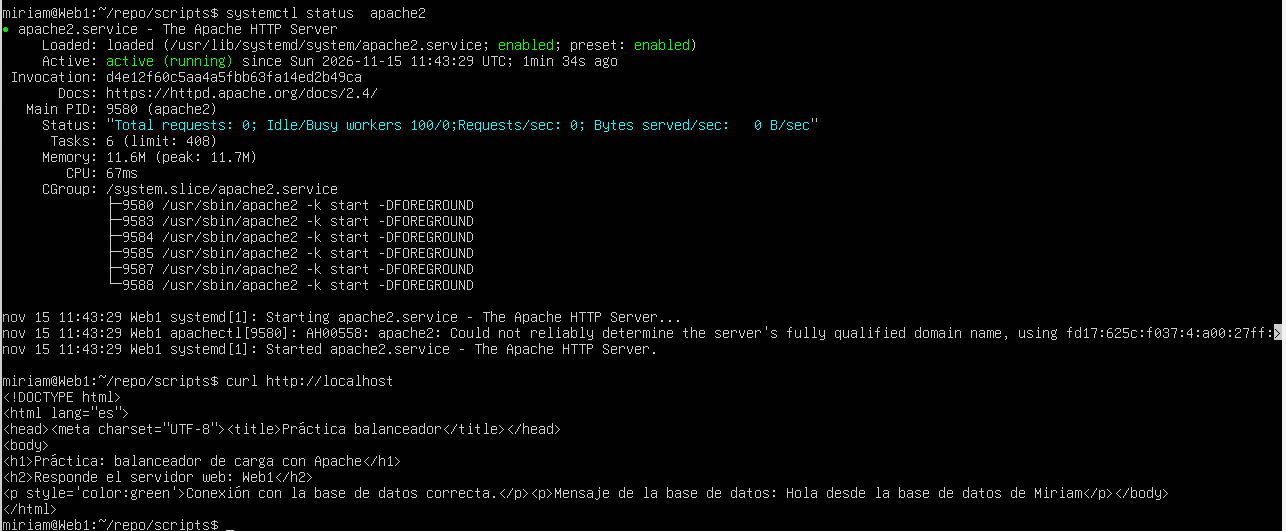 miriam@Web1:~/repo/scripts$ systemctl status  apache2
● apache2.service - The Apache HTTP Server
     Loaded: loaded (/usr/lib/systemd/system/apache2.service; enabled; preset: enabled)
     Active: active (running) since Sun 2026-11-15 11:43:29 UTC; 1min 34s ago
 Invocation: d4e12f60c5aa4a5fbb63fa14ed2b49ca
       Docs: https://httpd.apache.org/docs/2.4/
   Main PID: 9580 (apache2)
     Status: "Total requests: 0; Idle/Busy workers 100/0;Requests/sec: 0; Bytes served/sec:   0 B/sec"
      Tasks: 6 (limit: 408)
     Memory: 11.6M (peak: 11.7M)
        CPU: 67ms
     CGroup: /system.slice/apache2.service
             ├─9580 /usr/sbin/apache2 -k start -DFOREGROUND
             ├─9583 /usr/sbin/apache2 -k start -DFOREGROUND
             ├─9584 /usr/sbin/apache2 -k start -DFOREGROUND
             ├─9585 /usr/sbin/apache2 -k start -DFOREGROUND
             ├─9587 /usr/sbin/apache2 -k start -DFOREGROUND
             └─9588 /usr/sbin/apache2 -k start -DFOREGROUND
nov 15 11:43:29 Web1 systemd[1]: Starting apache2.service - The Apache HTTP Server...
nov 15 11:43:29 Web1 apachectl[9580]: AH00558: apache2: Could not reliably determine the server's fully qualified domain name, using fd17:625c:f037:4:a00:27ff:>
nov 15 11:43:29 Web1 systemd[1]: Started apache2.service - The Apache HTTP Server.
miriam@Web1:~/repo/scripts$ curl http://localhost
<!DOCTYPE html>
<html lang="es">
<head><meta charset="UTF-8"><title>Práctica balanceador</title></head>
<body>
<h1>Práctica: balanceador de carga con Apache</h1>
<h2>Responde el servidor web: Web1</h2>
<p style='color:green'>Conexión con la base de datos correcta.</p><p>Mensaje de la base de datos: Hola desde la base de datos de Miriam</p></body>
</html>
miriam@Web1:~/repo/scripts$ _